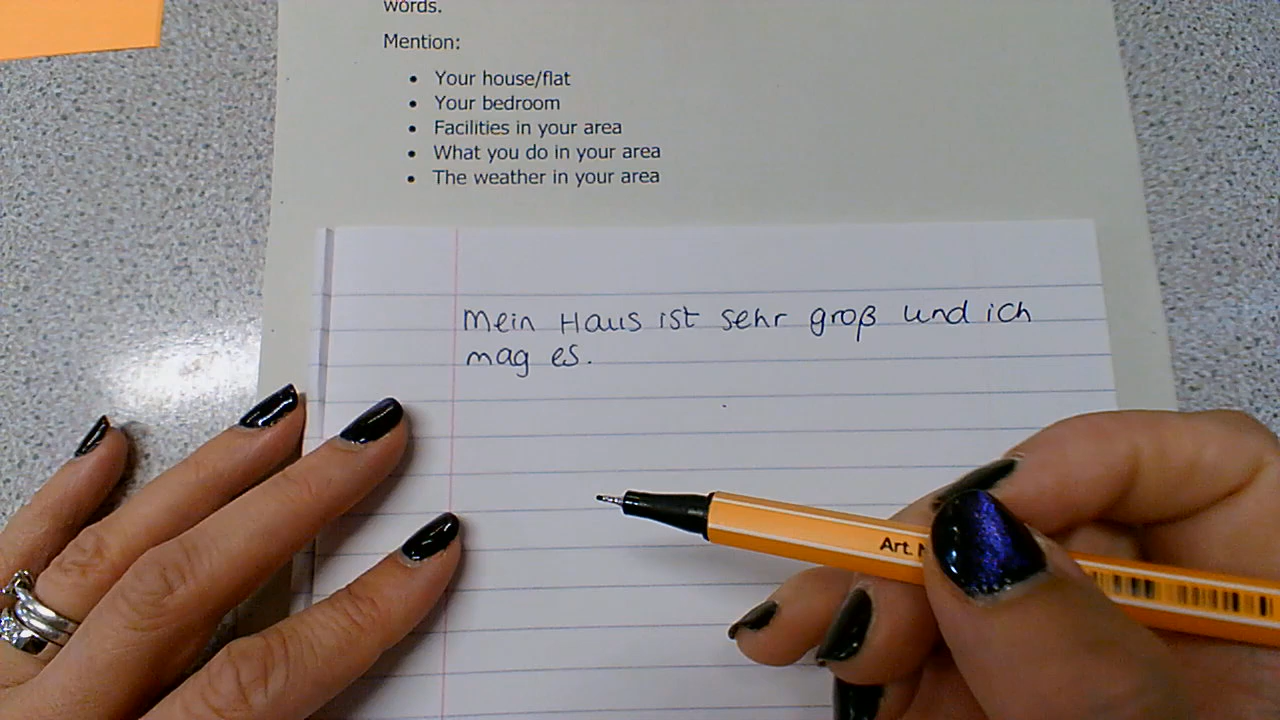 words.
Mention:
• Your house/flat
• Your bedroom
• Facilities in your area
• What you do in your area
• The weather in your area
Mein Haus ist sehr groß und ich
mag es.
Art.